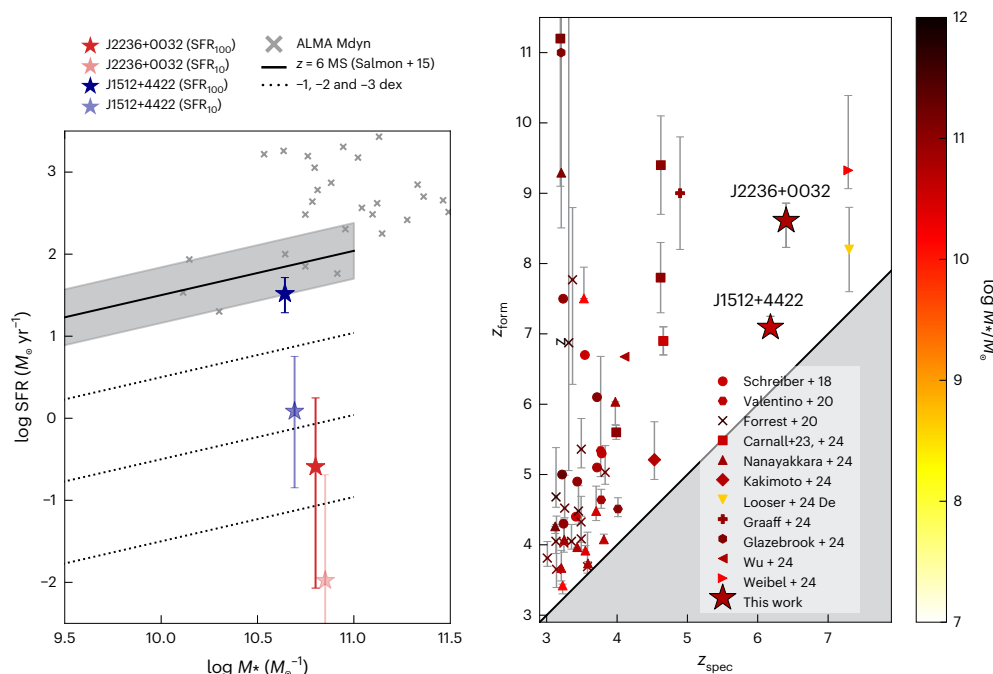 J2236+0032 (SFR100)
J2236+0032 (SFR10)
J1512+4422 (SFR100)
J1512+4422 (SFR10)
ALMA Mdyn
z = 6 MS (Salmon + 15)
−1, −2 and −3 dex
3
2
1
0
−1
−2
log SFR (M⊙ yr−1)
9.5 10.0 10.5 11.0 11.5
log M* (M⊙−1)
11
10
9
8
7
6
5
4
3
zform
J2236+0032
J1512+4422
Schreiber + 18
Valentino + 20
Forrest + 20
Carnall+23, + 24
Nanayakkara + 24
Kakimoto + 24
Looser + 24 De
Graaff + 24
Glazebrook + 24
Wu + 24
Weibel + 24
This work
3 4 5 6 7
zspec
12
11
10
9
8
7
log M*/M⊙